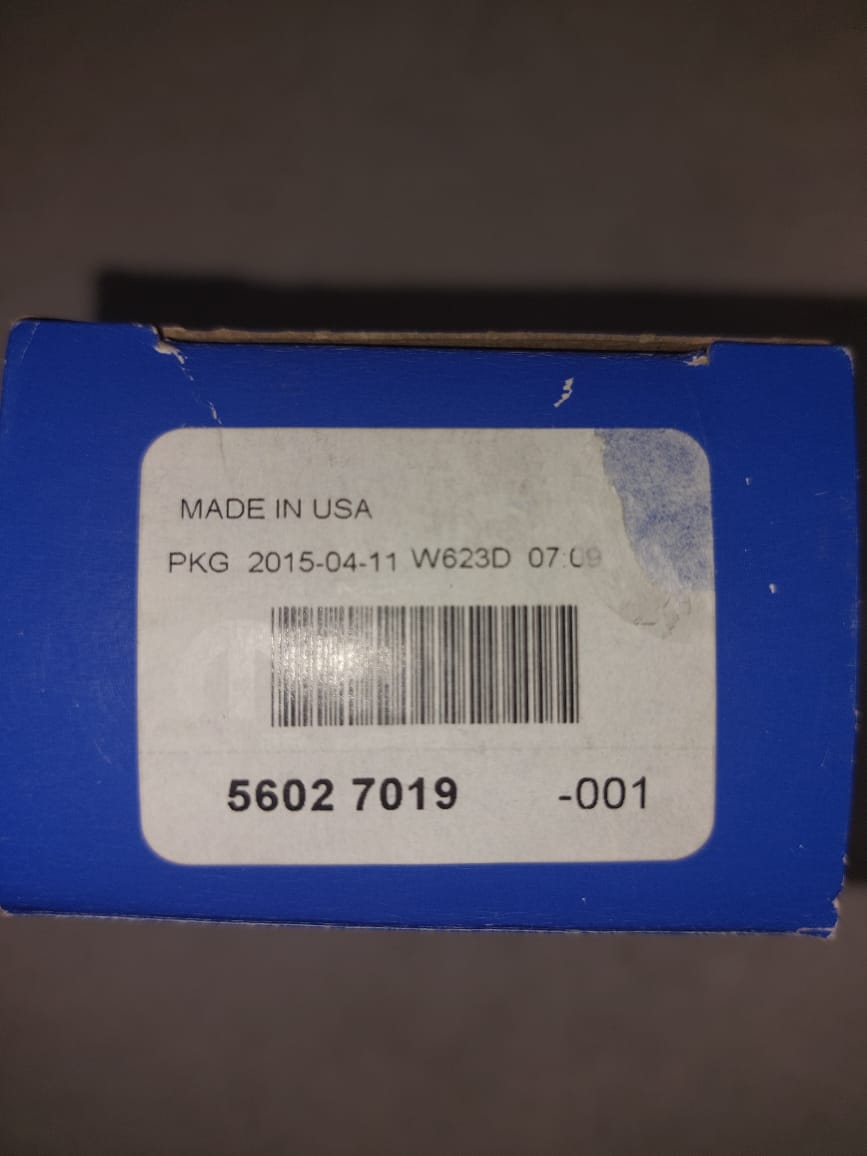 MADE IN USA
PKG 2015-04-11 W623D 07:09
5602 7019 -001